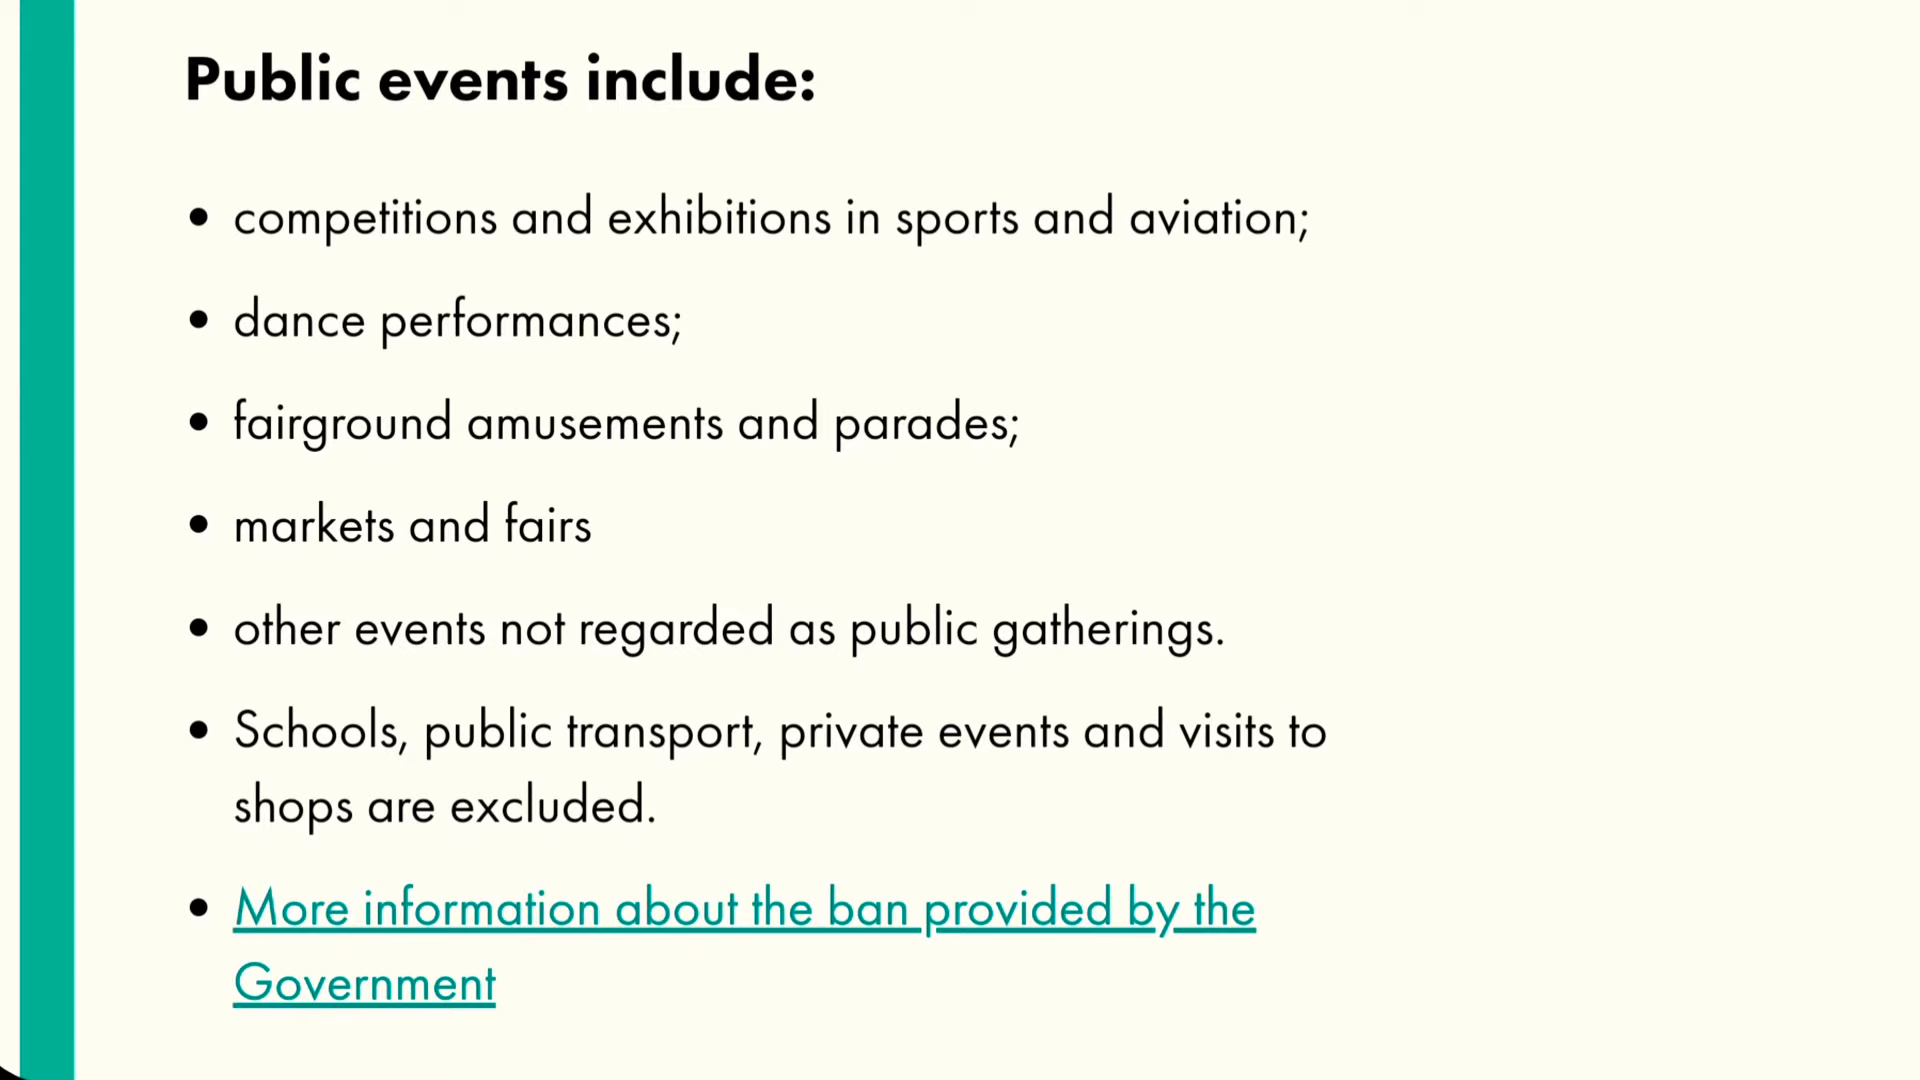 Public events include:
• competitions and exhibitions in sports and aviation;
• dance performances;
• fairground amusements and parades;
• markets and fairs
• other events not regarded as public gatherings.
• Schools, public transport, private events and visits to
shops are excluded.
• More information about the ban provided by the
Government